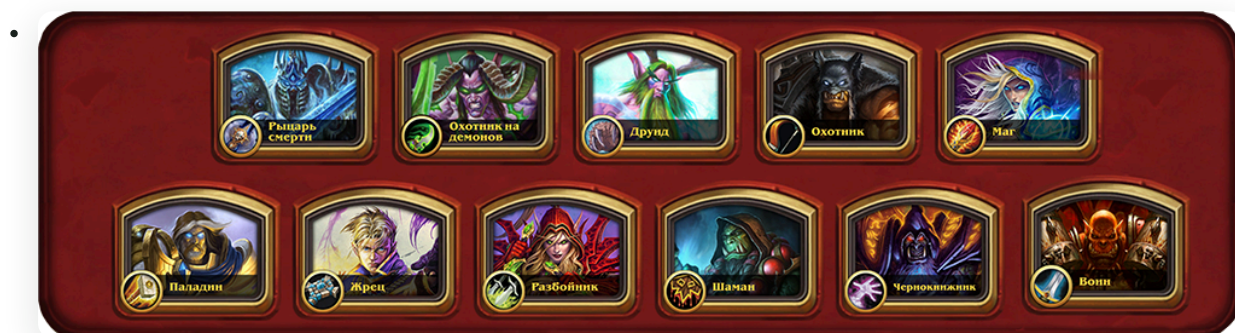 Рыцарь
смерти
Охотник на
демонов
Друид
Охотник
Маг
Паладин
Жрец
Разбойник
Шаман
Чернокнижник
Воин